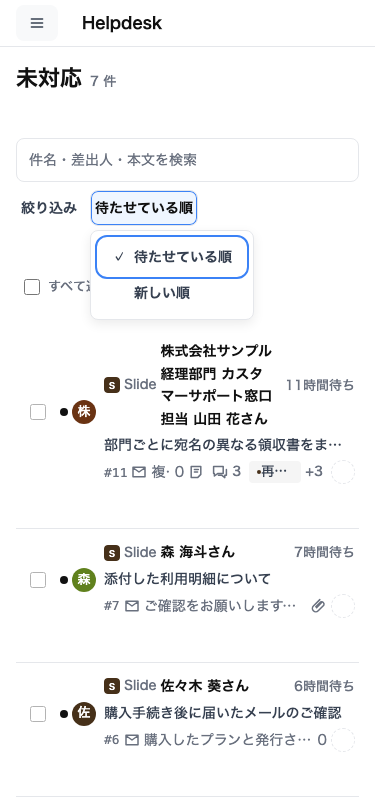 Helpdesk
未対応 7 件
件名・差出人・本文を検索
絞り込み 待たせている順
✓ 待たせている順
新しい順
すべて
S Slide 株式会社サンプル 経理部門 カスタマーサポート窓口 担当 山田 花さん 11時間待ち
株
部門ごとに宛名の異なる領収書をま…
#11 複· 0 3 •再… +3
S Slide 森 海斗さん 7時間待ち
森 添付した利用明細について
#7 ご確認をお願いします…
S Slide 佐々木 葵さん 6時間待ち
佐 購入手続き後に届いたメールのご確認
#6 購入したプランと発行さ… 0